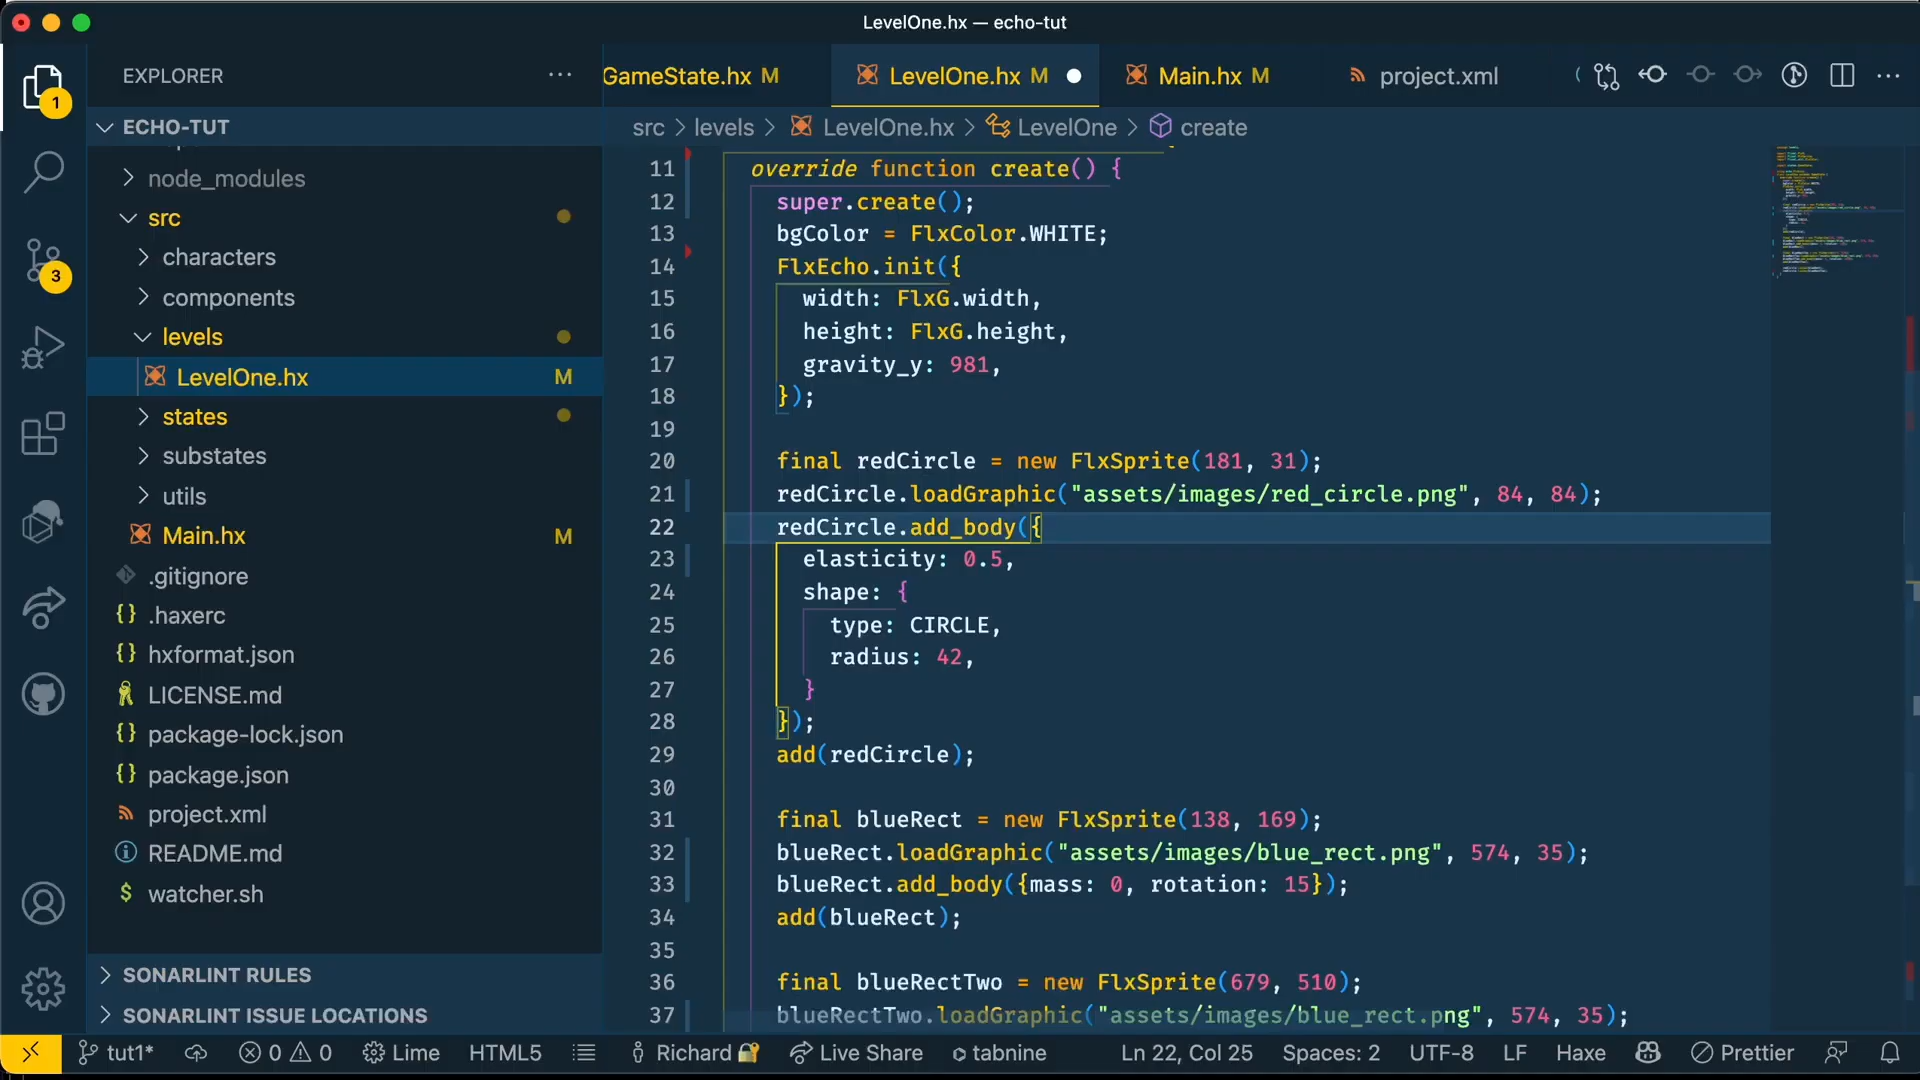 LevelOne.hx — echo-tut
EXPLORER
GameState.hx M
LevelOne.hx M
Main.hx M
project.xml
1
ECHO-TUT
src > levels > LevelOne.hx > LevelOne > create
node_modules
src
characters
components
levels
LevelOne.hx M
states
substates
utils
Main.hx M
.gitignore
.haxerc
hxformat.json
LICENSE.md
package-lock.json
package.json
project.xml
README.md
watcher.sh
3
SONARLINT RULES
SONARLINT ISSUE LOCATIONS
11 override function create() {
12 super.create();
13 bgColor = FlxColor.WHITE;
14 FlxEcho.init({
15 width: FlxG.width,
16 height: FlxG.height,
17 gravity_y: 981,
18 });
19
20 final redCircle = new FlxSprite(181, 31);
21 redCircle.loadGraphic("assets/images/red_circle.png", 84, 84);
22 redCircle.add_body({
23 elasticity: 0.5,
24 shape: {
25 type: CIRCLE,
26 radius: 42,
27 }
28 });
29 add(redCircle);
30
31 final blueRect = new FlxSprite(138, 169);
32 blueRect.loadGraphic("assets/images/blue_rect.png", 574, 35);
33 blueRect.add_body({mass: 0, rotation: 15});
34 add(blueRect);
35
36 final blueRectTwo = new FlxSprite(679, 510);
37 blueRectTwo.loadGraphic("assets/images/blue_rect.png", 574, 35);
tut1* 0 0 Lime HTML5 Richard Live Share tabnine Ln 22, Col 25 Spaces: 2 UTF-8 LF Haxe Prettier